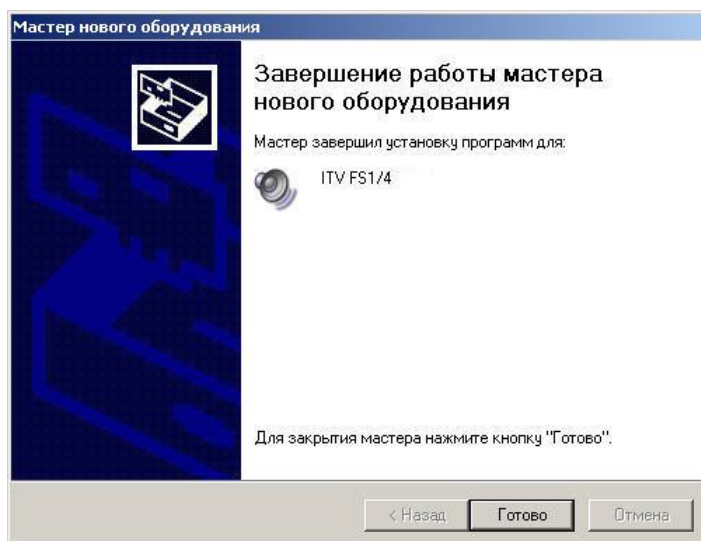 Мастер нового оборудования
Завершение работы мастера
нового оборудования
Мастер завершил установку программ для:
ITV FS1/4
Для закрытия мастера нажмите кнопку "Готово".
< Назад
Готово
Отмена